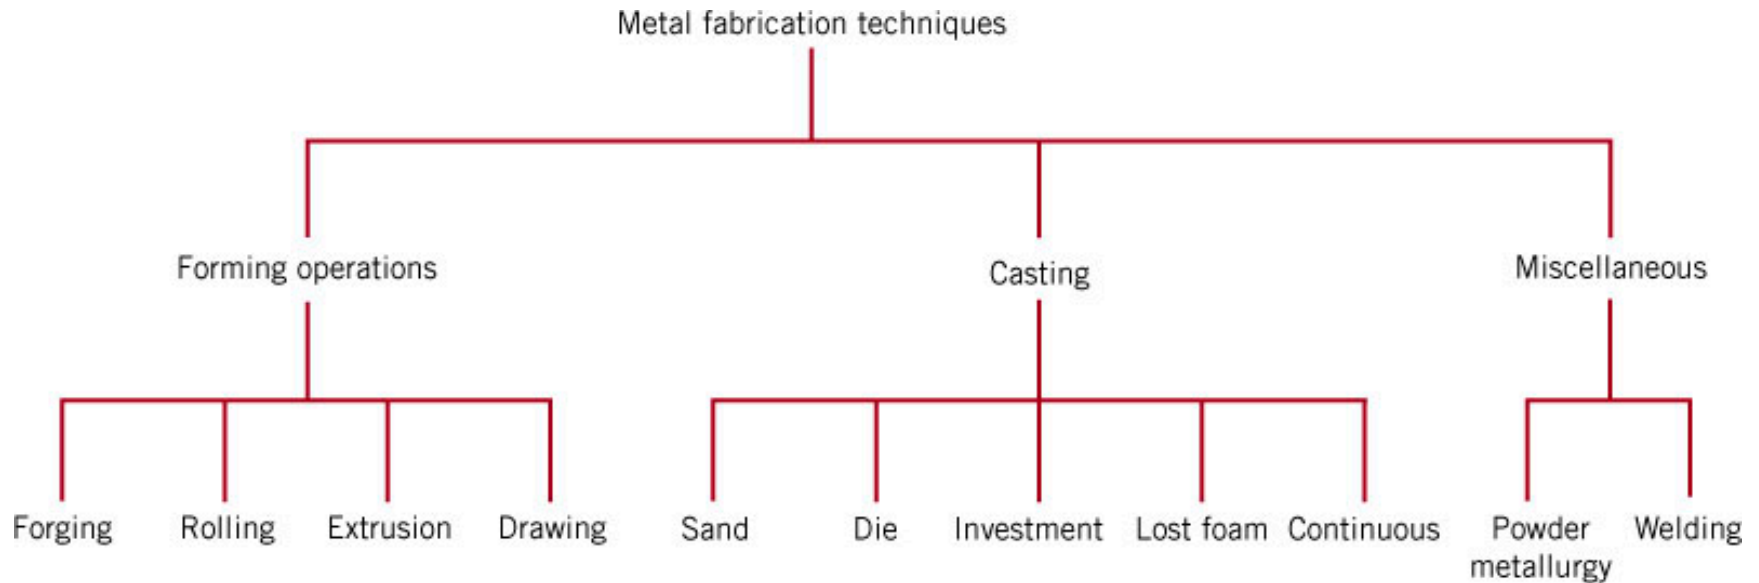 Metal fabrication techniques
Forming operations
Casting
Miscellaneous
Forging
Rolling
Extrusion
Drawing
Sand
Die
Investment
Lost foam
Continuous
Powder
metallurgy
Welding